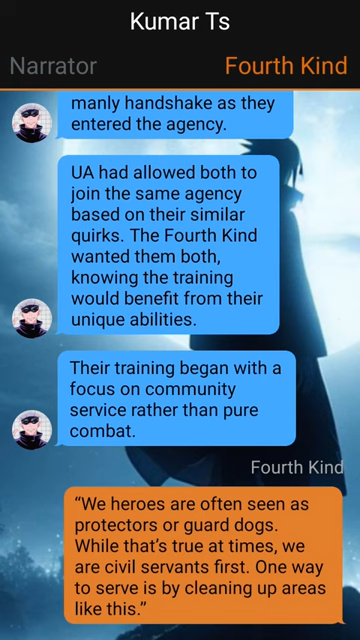 Kumar Ts
Narrator
Fourth Kind
manly handshake as they
entered the agency.
UA had allowed both to
join the same agency
based on their similar
quirks. The Fourth Kind
wanted them both,
knowing the training
would benefit from their
unique abilities.
Their training began with a
focus on community
service rather than pure
combat.
Fourth Kind
“We heroes are often seen as
protectors or guard dogs.
While that’s true at times, we
are civil servants first. One way
to serve is by cleaning up areas
like this.”